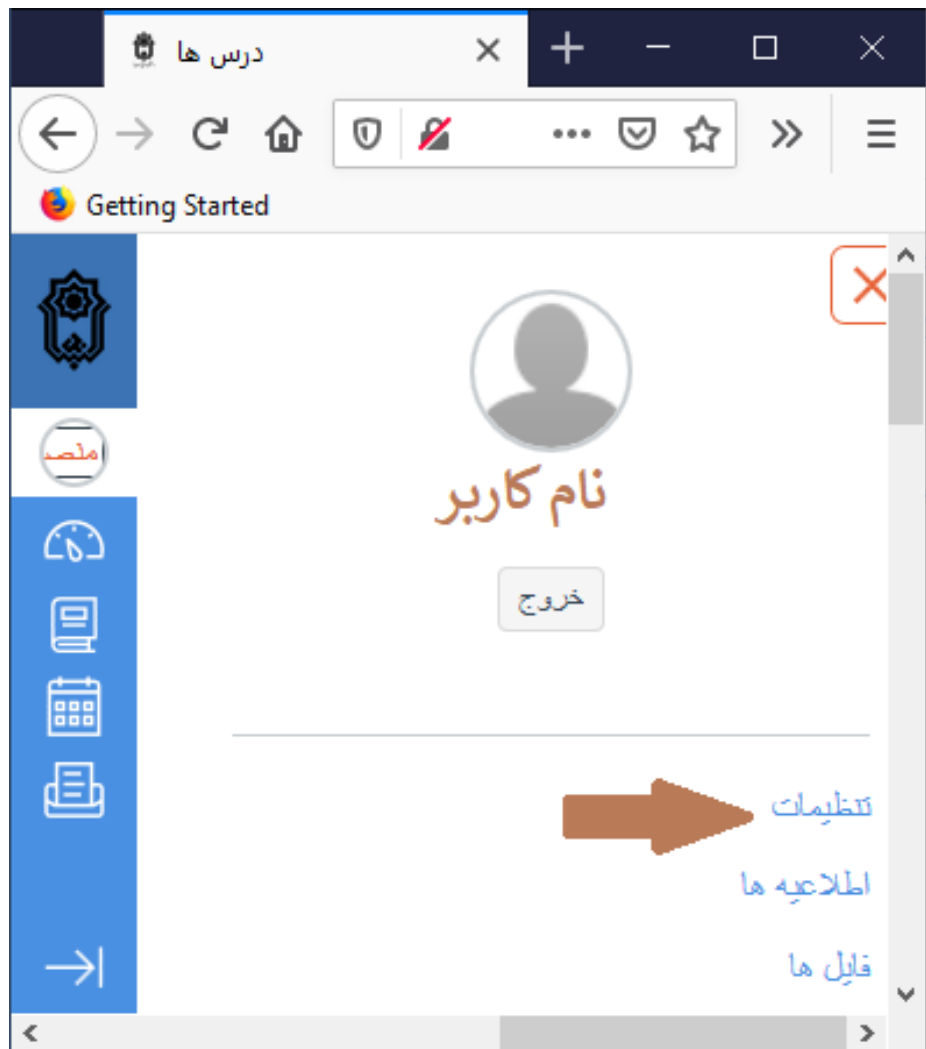 درس ها
Getting Started
نام کاربر
خروج
تنظیمات
اطلاعیه ها
فایل ها